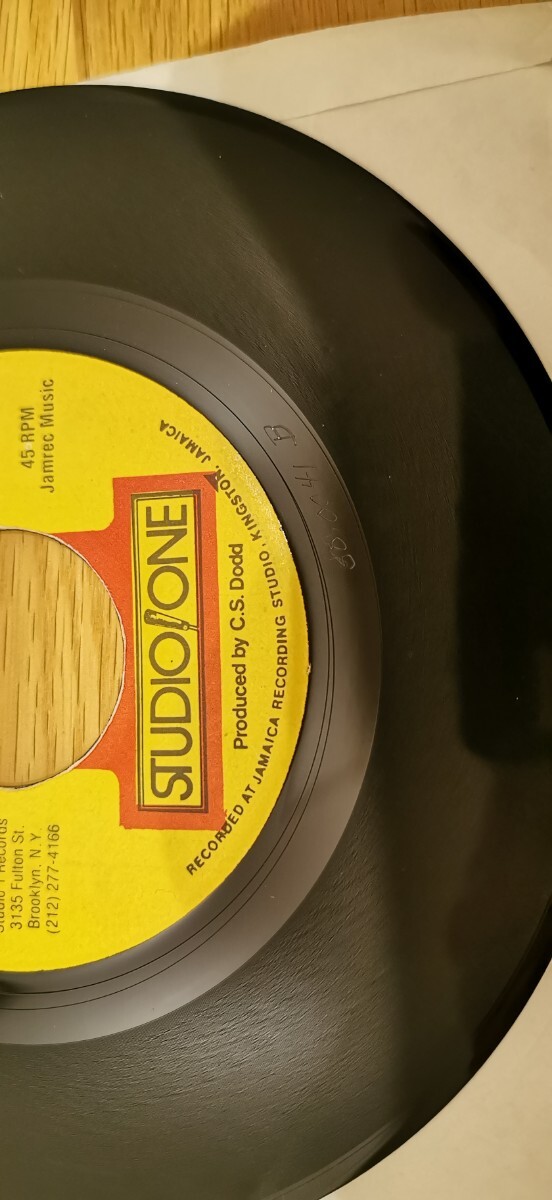 45 RPM
Jamrec Music
STUDIO ONE
Produced by C.S. Dodd
RECORDED AT JAMAICA RECORDING STUDIO, KINGSTON, JAMAICA
Records
3135 Fulton St.
Brooklyn, N.Y.
(212) 277-4166